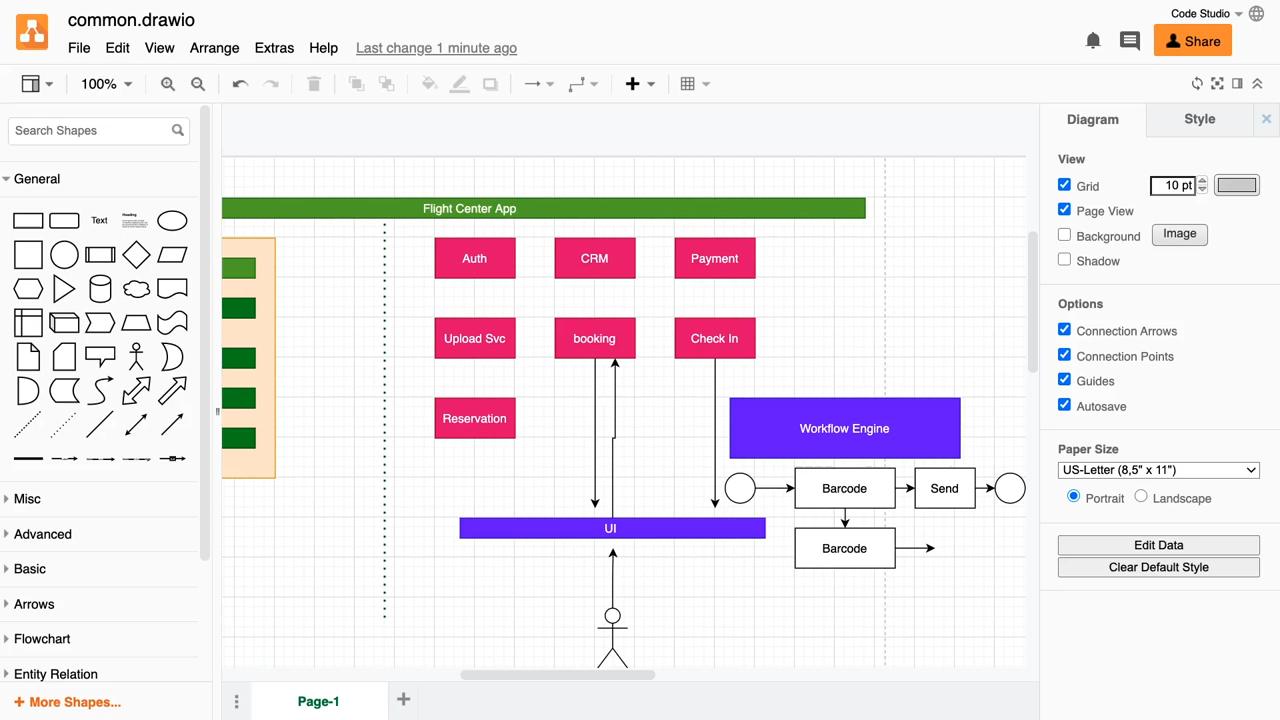 common.drawio
Code Studio
File Edit View Arrange Extras Help Last change 1 minute ago
Share
100%
Search Shapes
General
Text
Heading
Misc
Advanced
Basic
Arrows
Flowchart
Entity Relation
+ More Shapes...
Flight Center App
Auth CRM Payment
Upload Svc booking Check In
Reservation
Workflow Engine
Barcode Send
UI
Barcode
Page-1
Diagram Style
View
Grid 10 pt
Page View
Background Image
Shadow
Options
Connection Arrows
Connection Points
Guides
Autosave
Paper Size
US-Letter (8,5" x 11")
Portrait Landscape
Edit Data
Clear Default Style